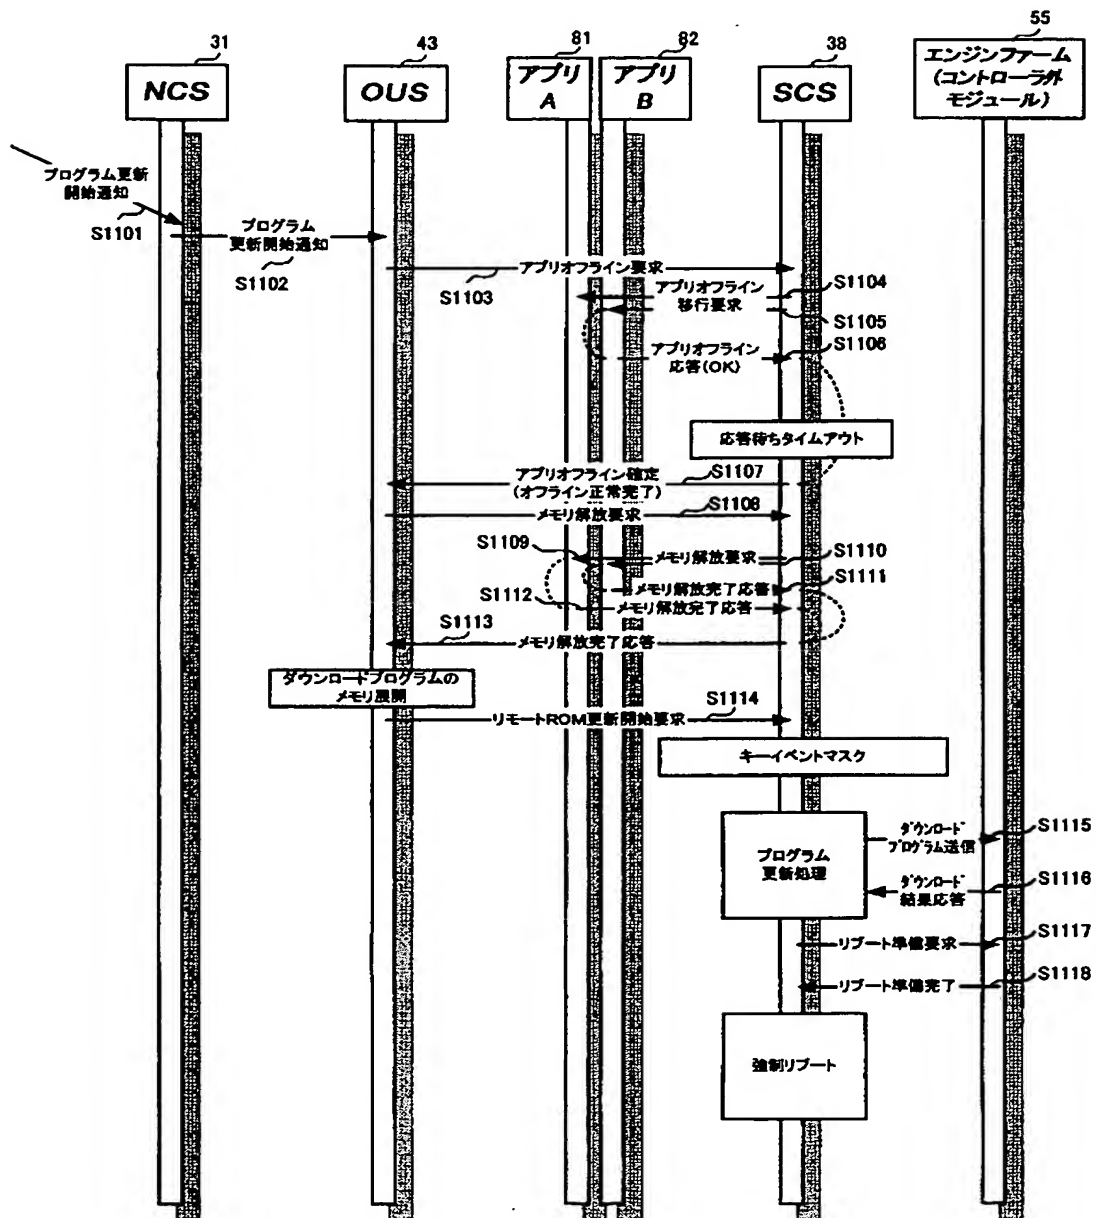 31
43
81
82
38
55
NCS
OUS
アプリ
A
アプリ
B
SCS
エンジンファーム
(コントローラ外
モジュール)
プログラム更新
開始通知
S1101
プログラム
更新開始通知
S1102
アプリオフライン要求
S1103
アプリオフライン
移行要求
S1104
S1105
アプリオフライン
応答(OK)
S1106
応答待ちタイムアウト
アプリオフライン確定
(オフライン正常完了)
S1107
メモリ解放要求
S1108
S1109
メモリ解放要求
S1110
メモリ解放完了応答
S1111
S1112
メモリ解放完了応答
S1113
メモリ解放完了応答
ダウンロードプログラムの
メモリ展開
リモートROM更新開始要求
S1114
キーイベントマスク
プログラム
更新処理
ダウンロード
プログラム送信
S1115
ダウンロード
結果応答
S1116
リブート準備要求
S1117
リブート準備完了
S1118
強制リブート